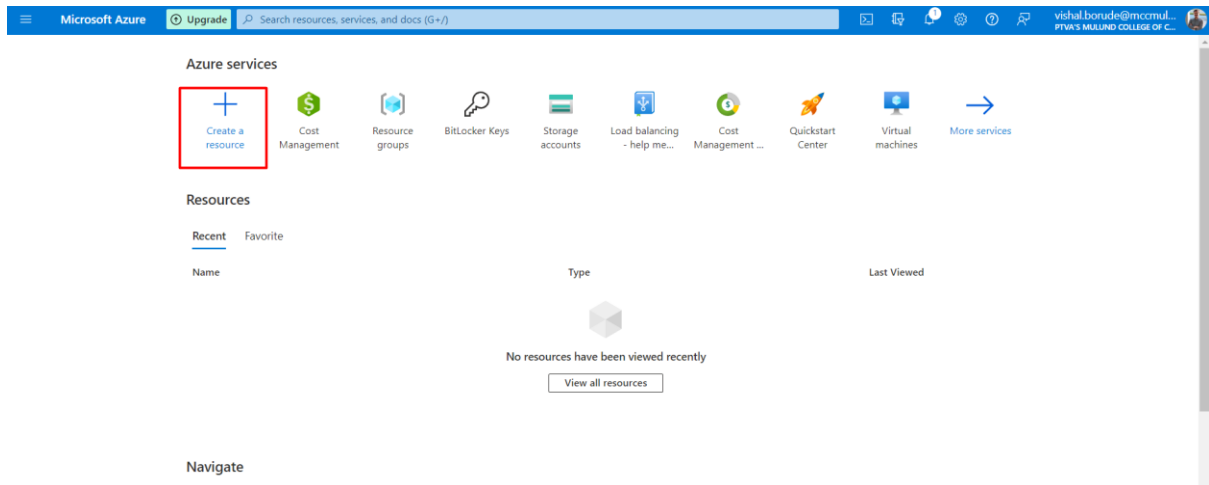 Microsoft Azure
Upgrade
Search resources, services, and docs (G+/)
1
vishal.borude@mccmul...
PTVA'S MULUND COLLEGE OF C...
Azure services
Create a resource
Cost Management
Resource groups
BitLocker Keys
Storage accounts
Load balancing - help me...
Cost Management ...
Quickstart Center
Virtual machines
More services
Resources
Recent Favorite
Name Type Last Viewed
No resources have been viewed recently
View all resources
Navigate